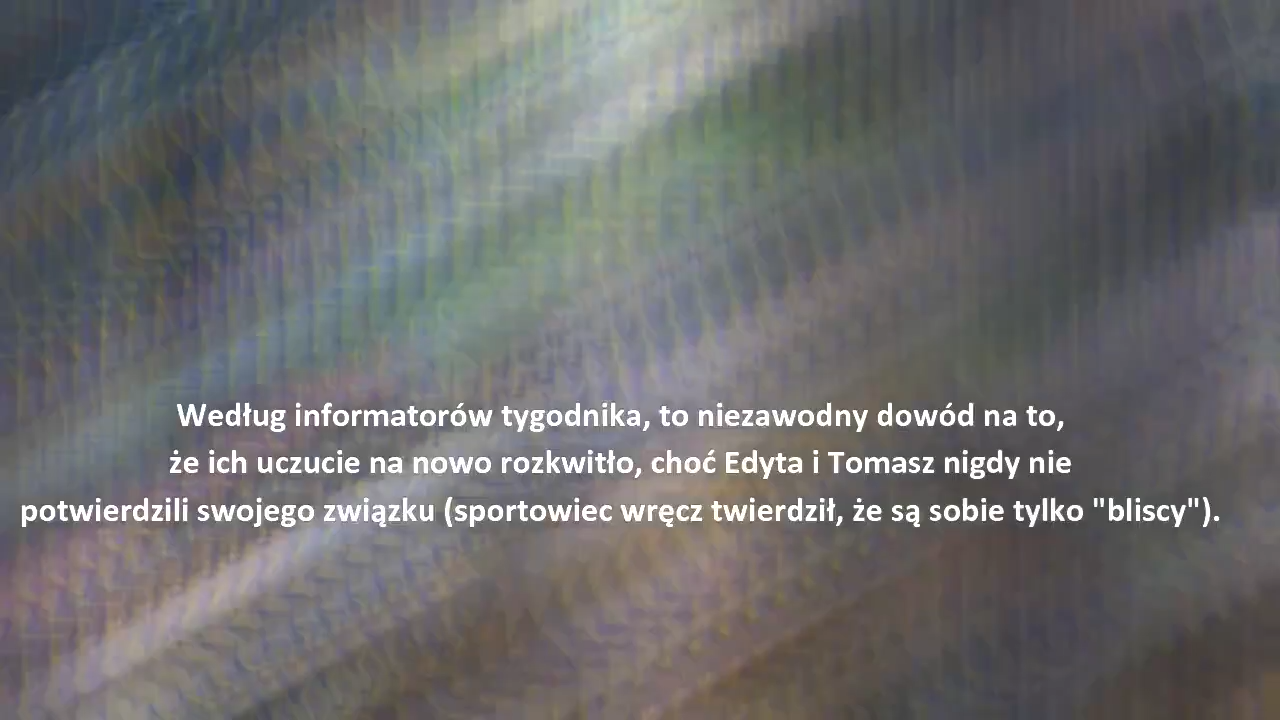 Według informatorów tygodnika, to niezawodny dowód na to,
że ich uczucie na nowo rozkwitło, choć Edyta i Tomasz nigdy nie
potwierdzili swojego związku (sportowiec wręcz twierdził, że są sobie tylko "bliscy").